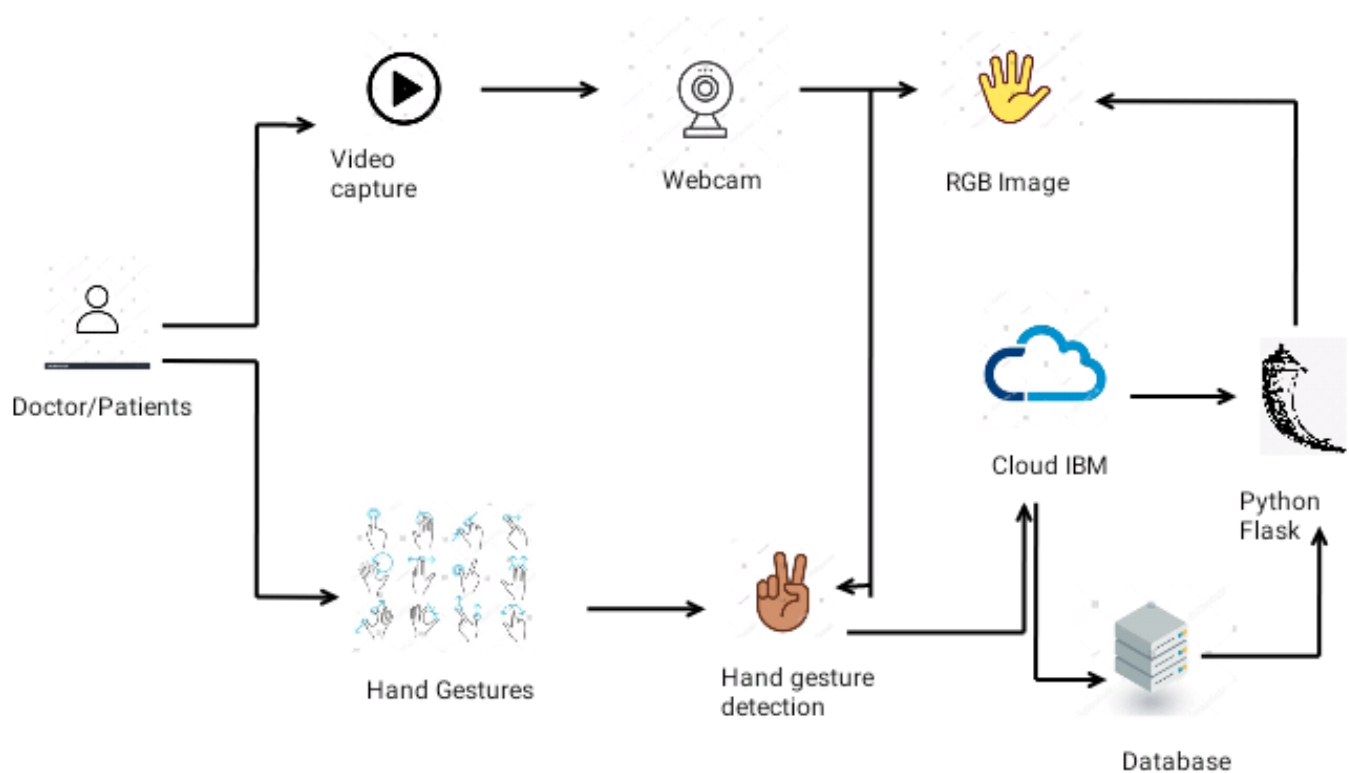 Video
capture
Webcam
RGB Image
Doctor/Patients
Cloud IBM
Python
Flask
Hand Gestures
Hand gesture
detection
Database